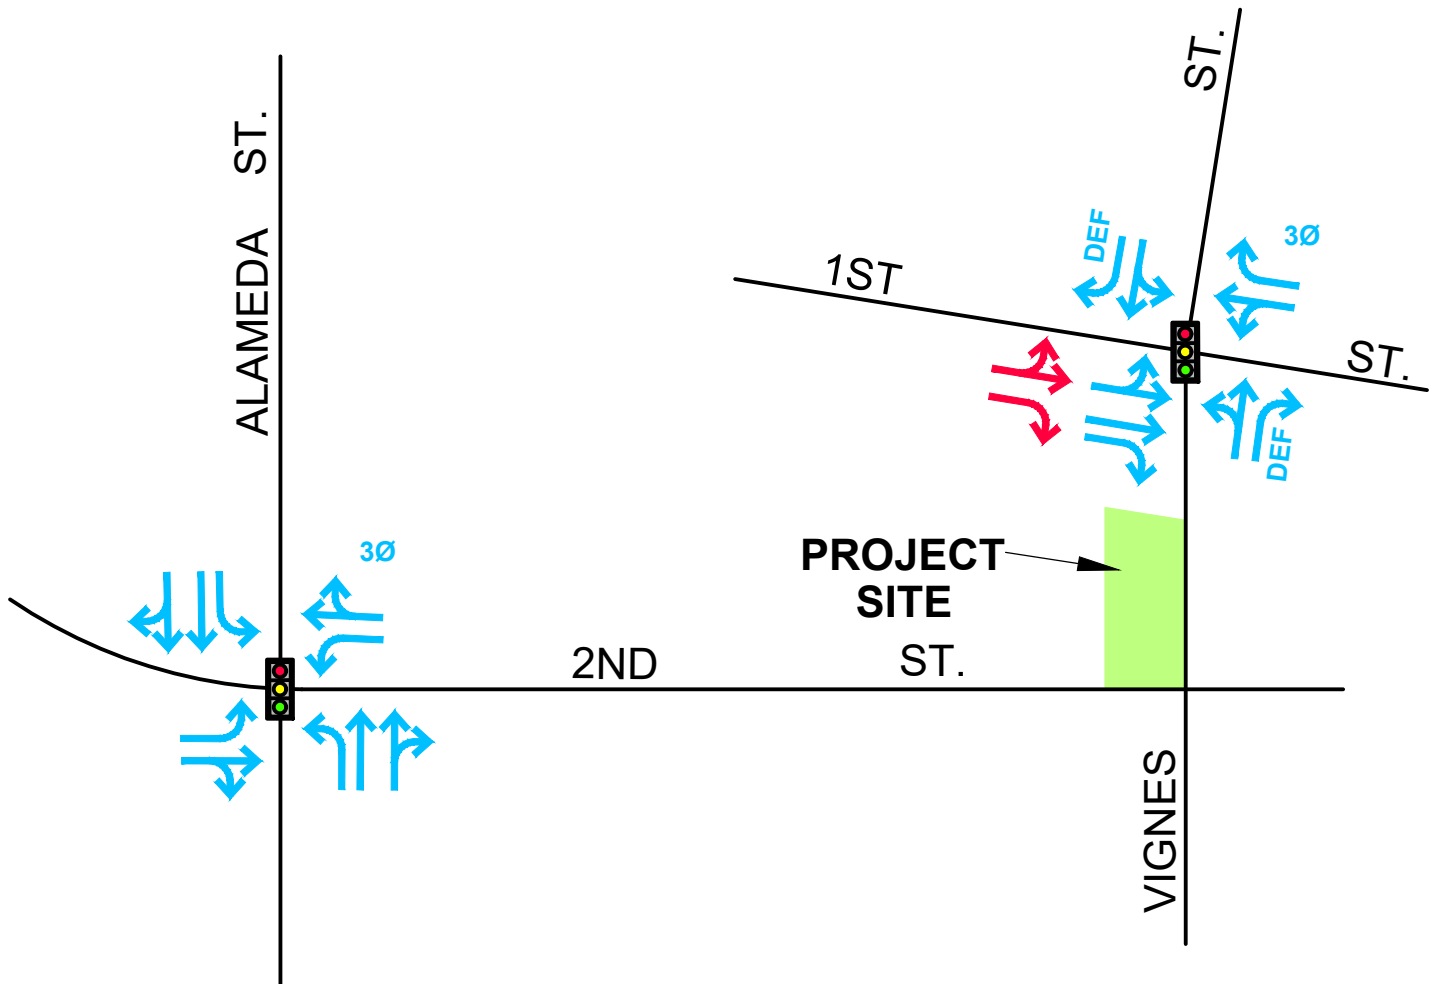 ST.
ALAMEDA ST.
DEF
3Ø
1ST
ST.
DEF
3Ø
PROJECT
SITE
2ND ST.
VIGNES